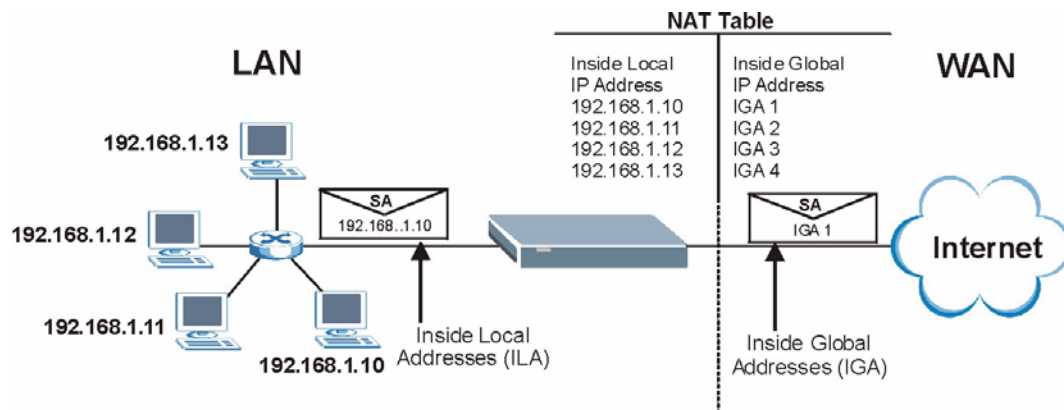 NAT Table
LAN
WAN
Inside Local
IP Address
192.168.1.10
192.168.1.11
192.168.1.12
192.168.1.13
Inside Global
IP Address
IGA 1
IGA 2
IGA 3
IGA 4
192.168.1.13
192.168.1.12
192.168.1.11
192.168.1.10
SA
192.168..1.10
SA
IGA 1
Internet
Inside Local
Addresses (ILA)
Inside Global
Addresses (IGA)